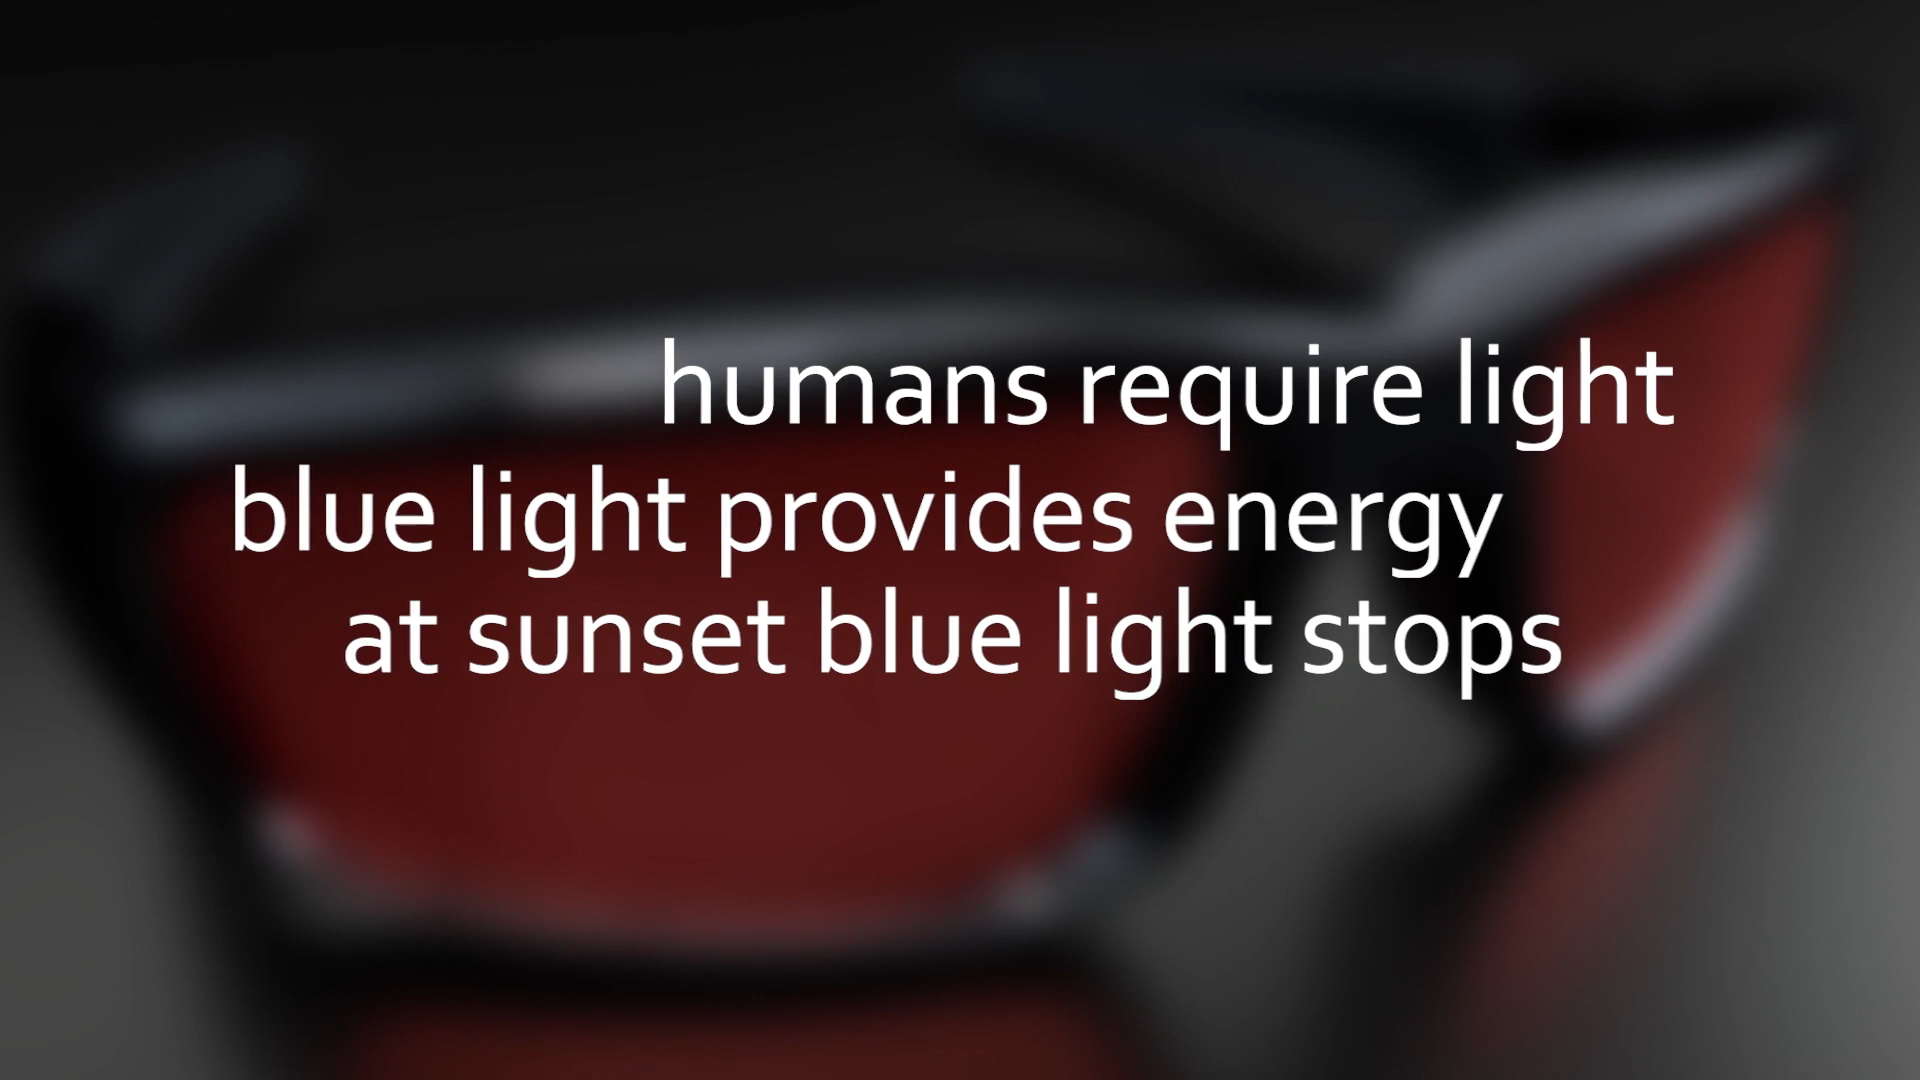 humans require light
blue light provides energy
at sunset blue light stops